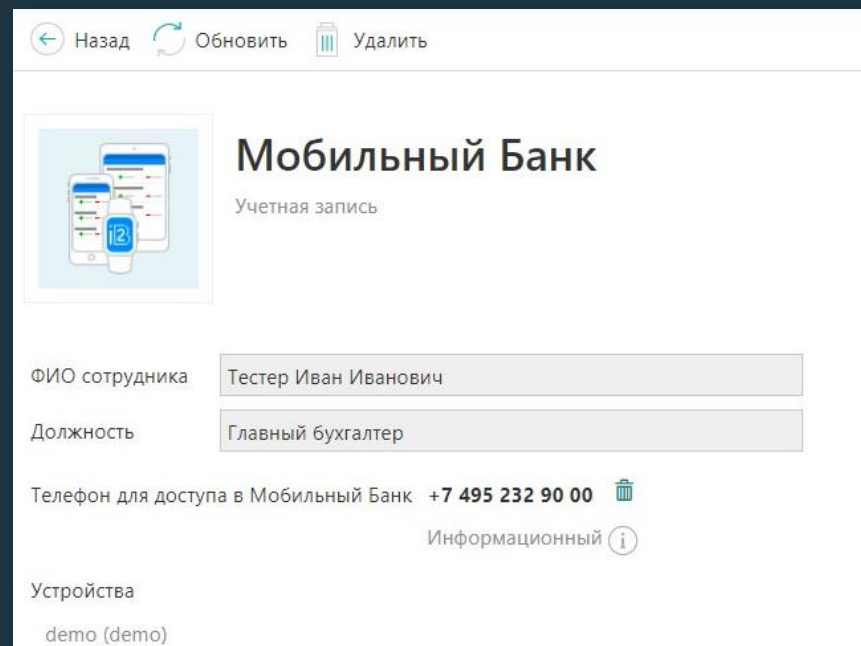 Назад Обновить Удалить
Мобильный Банк
Учетная запись
i2B
ФИО сотрудника Тестер Иван Иванович
Должность Главный бухгалтер
Телефон для доступа в Мобильный Банк +7 495 232 90 00
Информационный i
Устройства
demo (demo)